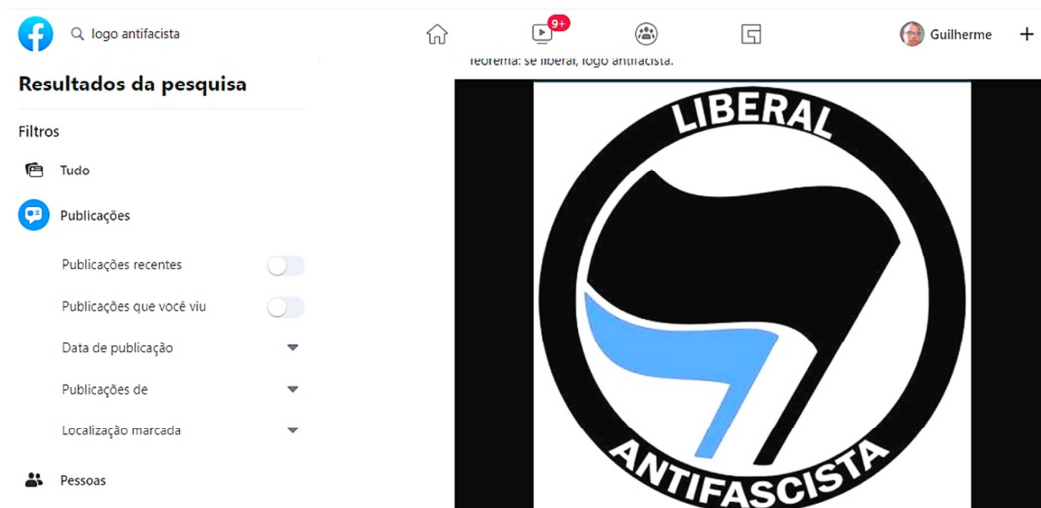 logo antifacista
9+
Guilherme
Resultados da pesquisa
Filtros
Tudo
Publicações
Publicações recentes
Publicações que você viu
Data de publicação
Publicações de
Localização marcada
Pessoas
Teorema: se liberal, logo antifacista.
LIBERAL
ANTIFASCISTA